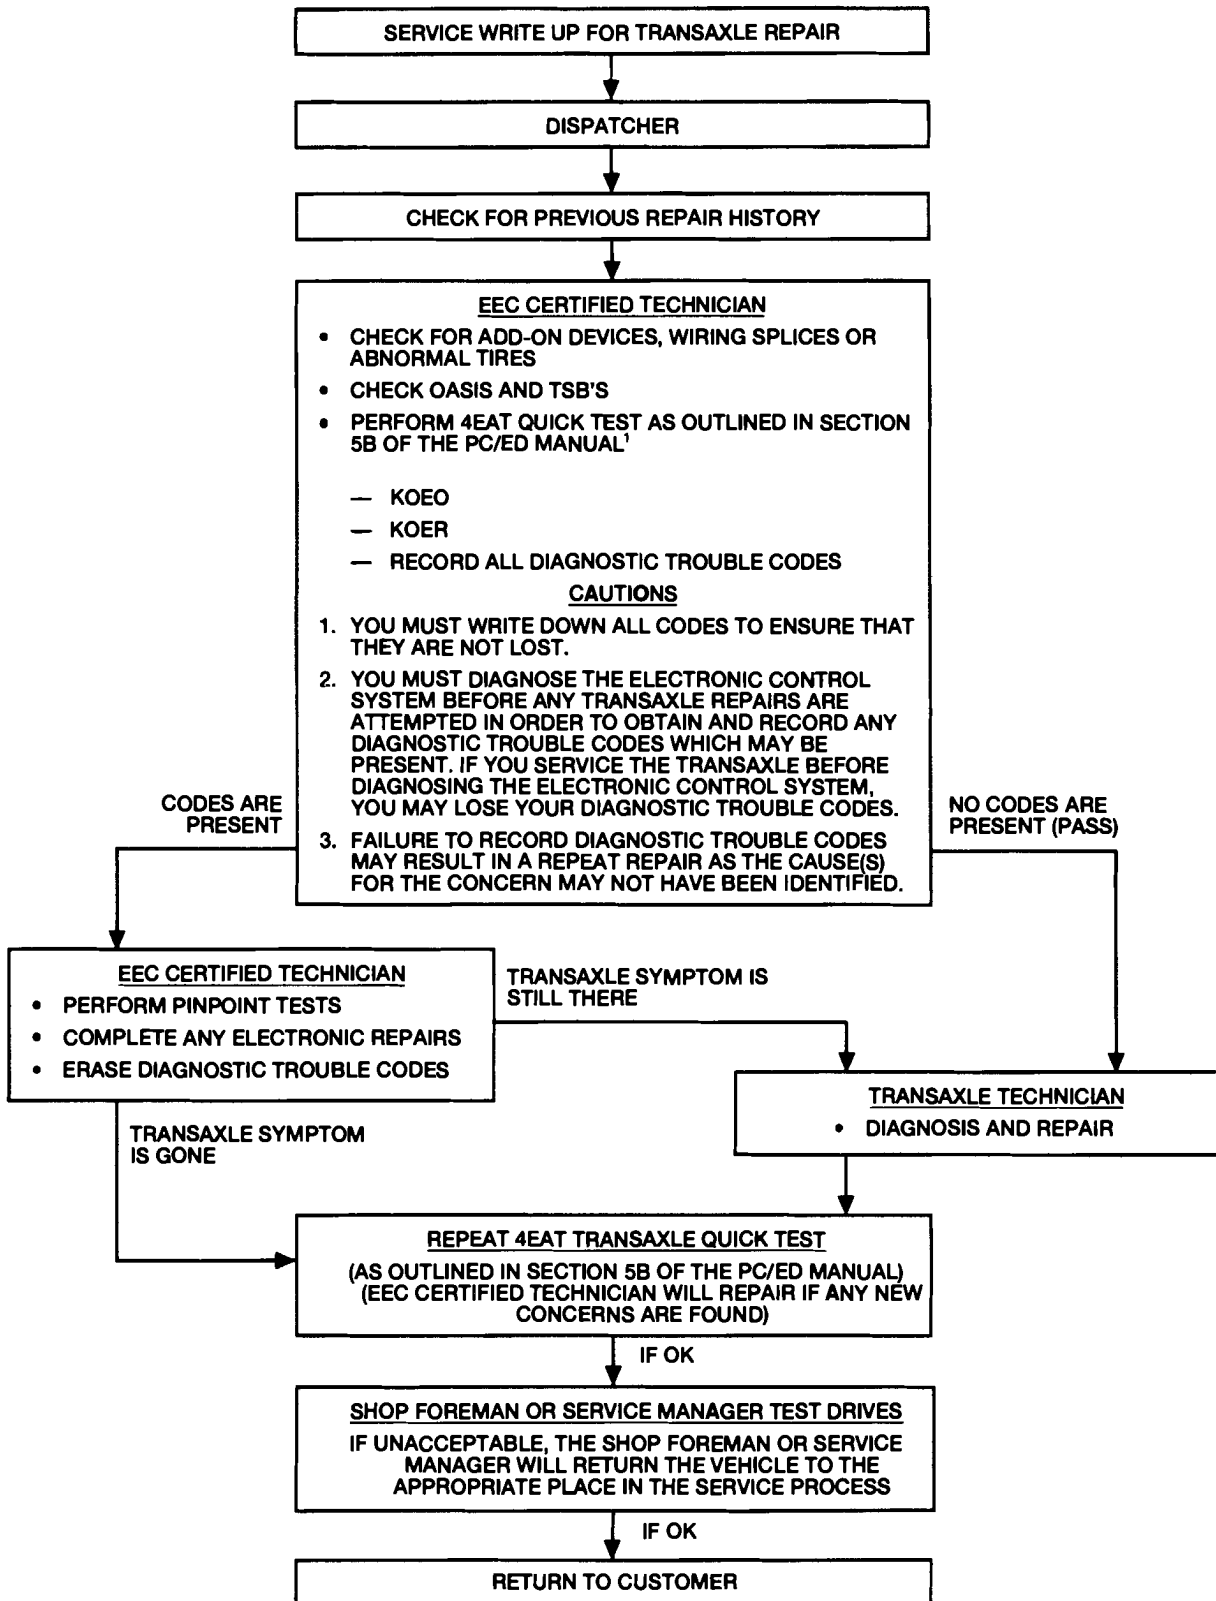 SERVICE WRITE UP FOR TRANSAXLE REPAIR
DISPATCHER
CHECK FOR PREVIOUS REPAIR HISTORY
EEC CERTIFIED TECHNICIAN
• CHECK FOR ADD-ON DEVICES, WIRING SPLICES OR
ABNORMAL TIRES
• CHECK OASIS AND TSB'S
• PERFORM 4EAT QUICK TEST AS OUTLINED IN SECTION
5B OF THE PC/ED MANUAL¹
— KOEO
— KOER
— RECORD ALL DIAGNOSTIC TROUBLE CODES
CAUTIONS
1. YOU MUST WRITE DOWN ALL CODES TO ENSURE THAT
THEY ARE NOT LOST.
2. YOU MUST DIAGNOSE THE ELECTRONIC CONTROL
SYSTEM BEFORE ANY TRANSAXLE REPAIRS ARE
ATTEMPTED IN ORDER TO OBTAIN AND RECORD ANY
DIAGNOSTIC TROUBLE CODES WHICH MAY BE
PRESENT. IF YOU SERVICE THE TRANSAXLE BEFORE
DIAGNOSING THE ELECTRONIC CONTROL SYSTEM,
YOU MAY LOSE YOUR DIAGNOSTIC TROUBLE CODES.
3. FAILURE TO RECORD DIAGNOSTIC TROUBLE CODES
MAY RESULT IN A REPEAT REPAIR AS THE CAUSE(S)
FOR THE CONCERN MAY NOT HAVE BEEN IDENTIFIED.
CODES ARE
PRESENT
NO CODES ARE
PRESENT (PASS)
EEC CERTIFIED TECHNICIAN
• PERFORM PINPOINT TESTS
• COMPLETE ANY ELECTRONIC REPAIRS
• ERASE DIAGNOSTIC TROUBLE CODES
TRANSAXLE SYMPTOM IS
STILL THERE
TRANSAXLE TECHNICIAN
• DIAGNOSIS AND REPAIR
TRANSAXLE SYMPTOM
IS GONE
REPEAT 4EAT TRANSAXLE QUICK TEST
(AS OUTLINED IN SECTION 5B OF THE PC/ED MANUAL)
(EEC CERTIFIED TECHNICIAN WILL REPAIR IF ANY NEW
CONCERNS ARE FOUND)
IF OK
SHOP FOREMAN OR SERVICE MANAGER TEST DRIVES
IF UNACCEPTABLE, THE SHOP FOREMAN OR SERVICE
MANAGER WILL RETURN THE VEHICLE TO THE
APPROPRIATE PLACE IN THE SERVICE PROCESS
IF OK
RETURN TO CUSTOMER